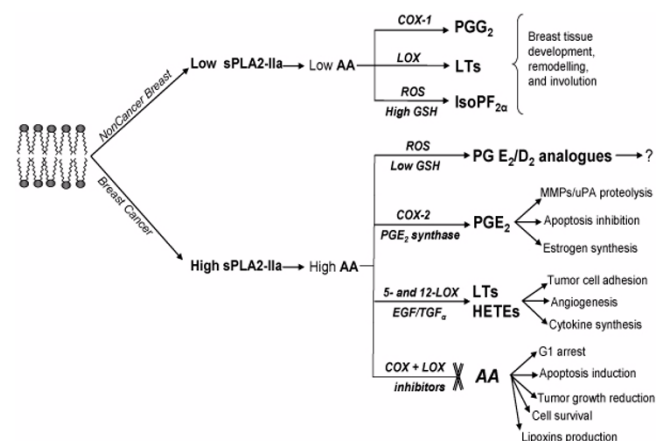 NonCancer Breast
Low sPLA2-IIa
Low AA
COX-1
PGG2
LOX
LTs
ROS
High GSH
IsoPF2α
Breast tissue
development,
remodelling,
and involution
Breast Cancer
High sPLA2-IIa
High AA
ROS
Low GSH
PG E2/D2 analogues
?
COX-2
PGE2 synthase
PGE2
MMPs/uPA proteolysis
Apoptosis inhibition
Estrogen synthesis
5- and 12-LOX
EGF/TGFα
LTs
HETEs
Tumor cell adhesion
Angiogenesis
Cytokine synthesis
COX + LOX
inhibitors
AA
G1 arrest
Apoptosis induction
Tumor growth reduction
Cell survival
Lipoxins production